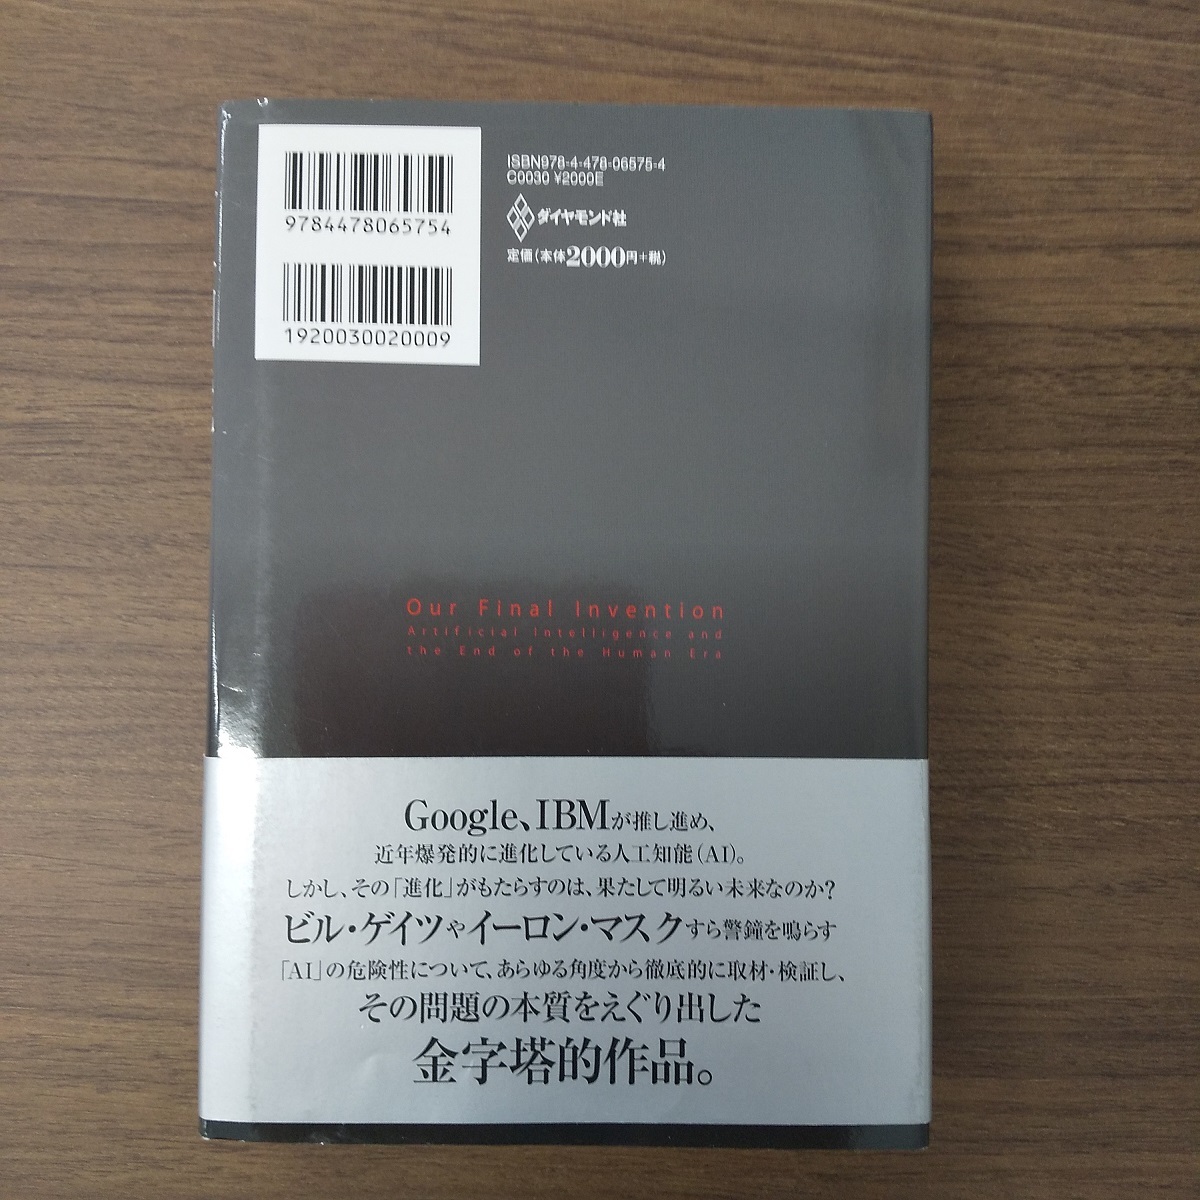 9784478065754
1920030020009
ISBN978-4-478-06575-4
C0030 ¥2000E
ダイヤモンド社
定価(本体2000円+税)
Our Final Invention
Artificial Intelligence and
the End of the Human Era
Google、IBMが推し進め、
近年爆発的に進化している人工知能(AI)。
しかし、その「進化」がもたらすのは、果たして明るい未来なのか?
ビル・ゲイツやイーロン・マスクすら警鐘を鳴らす
「AI」の危険性について、あらゆる角度から徹底的に取材・検証し、
その問題の本質をえぐり出した
金字塔的作品。